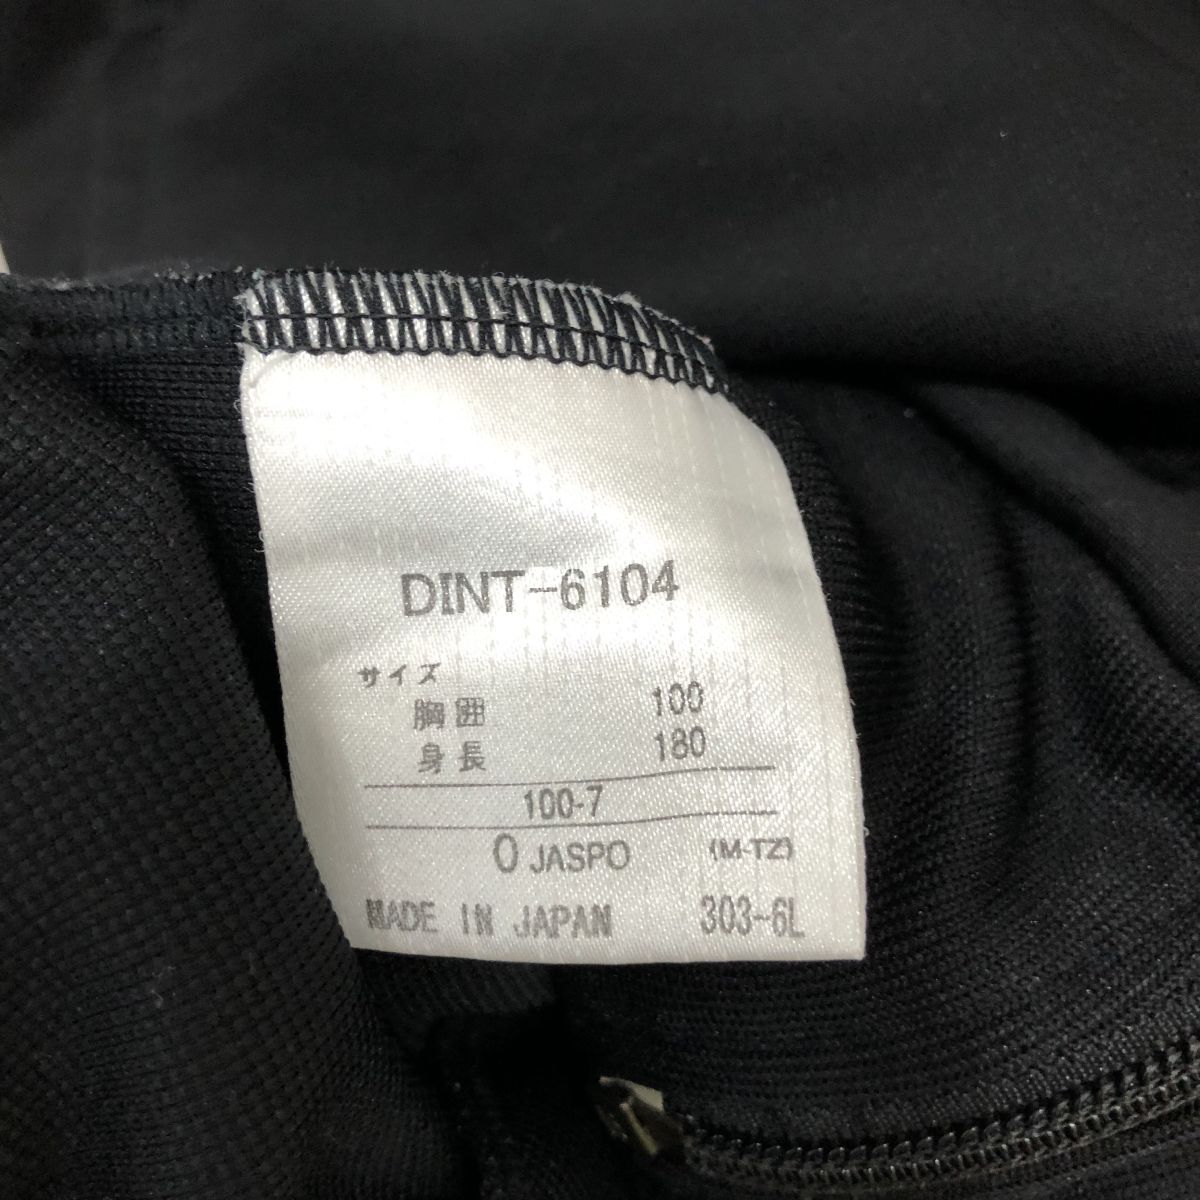 DINT-6104
サイズ
胸囲 100
身長 180
100-7
O JASPO (M-TZ)
MADE IN JAPAN 303-6L